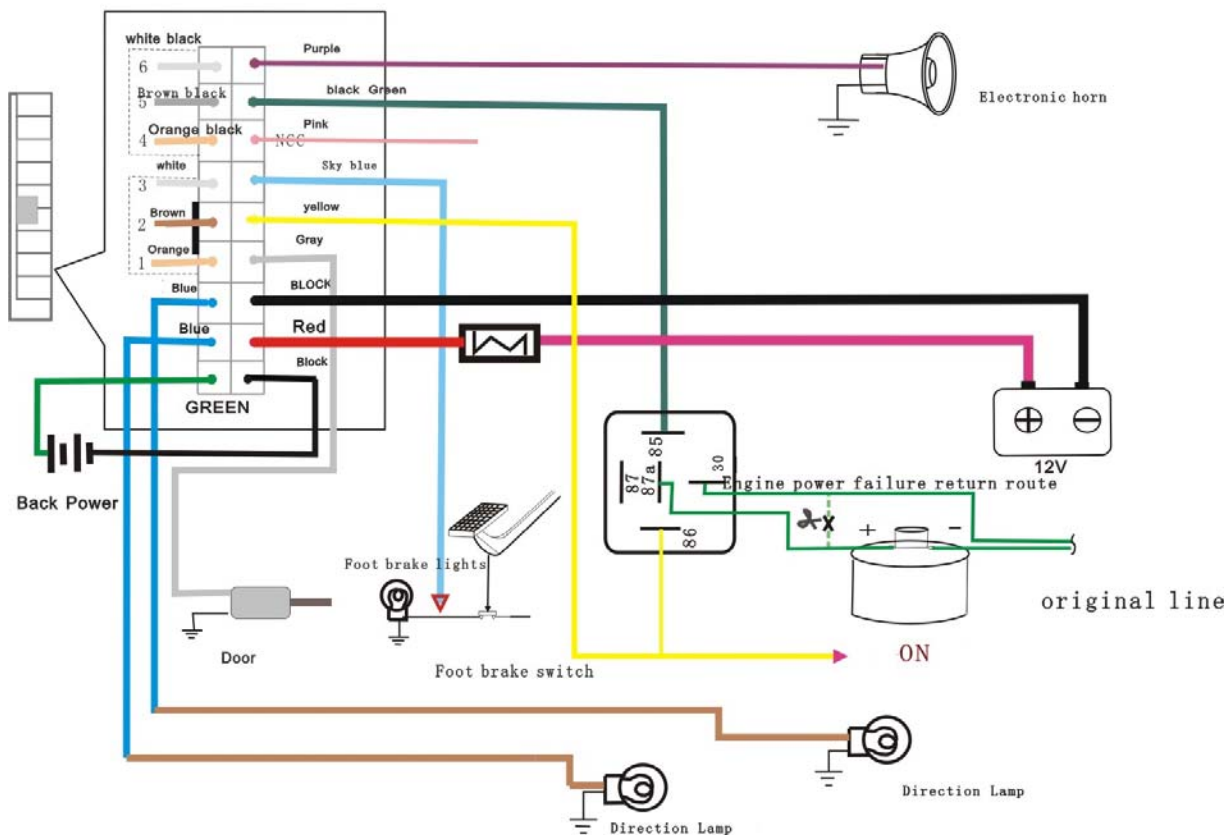 white black
6
Purple
Brown black
5
black Green
Orange black
4
Pink
NCC
white
3
Sky blue
Brown
2
yellow
Orange
1
Gray
Blue
BLOCK
Blue
Red
Block
GREEN
Back Power
Electronic horn
12V
85
30
87
87a
86
Engine power failure return route
+ -
original line
Foot brake lights
Foot brake switch
Door
ON
Direction Lamp
Direction Lamp